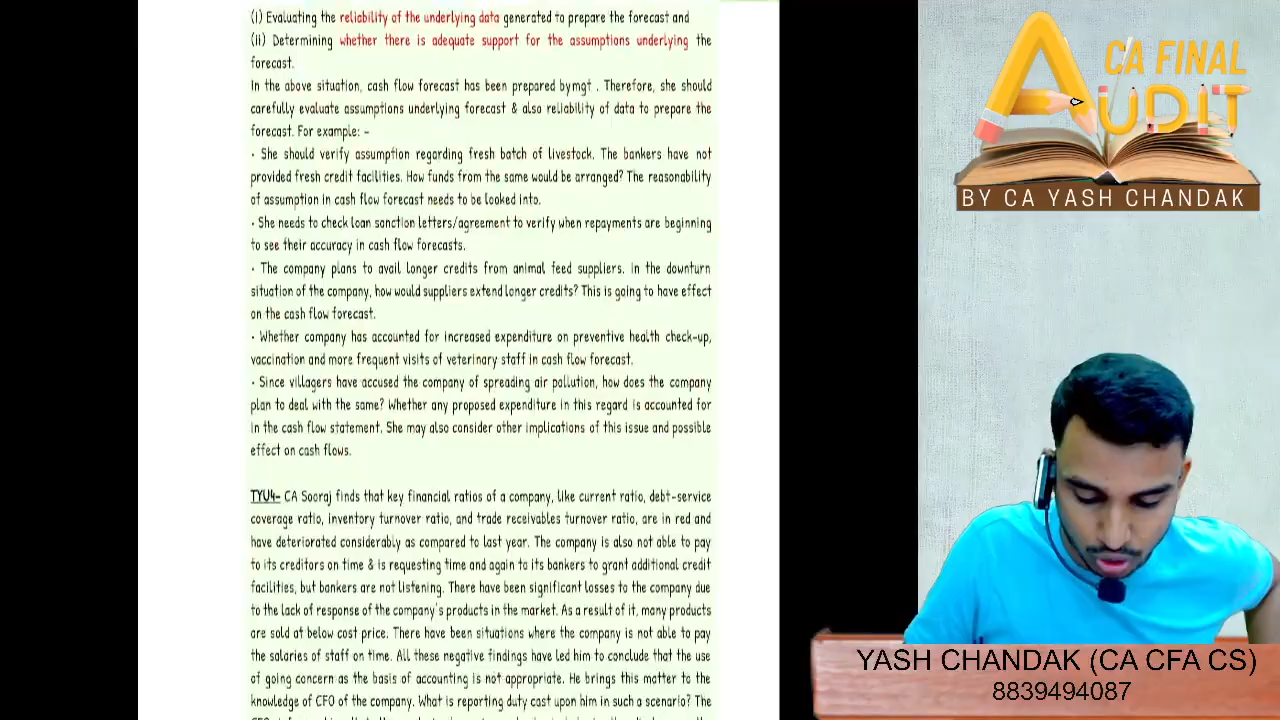 (i) Evaluating the reliability of the underlying data generated to prepare the forecast and
(ii) Determining whether there is adequate support for the assumptions underlying the
forecast.
In the above situation, cash flow forecast has been prepared bymgt . Therefore, she should
carefully evaluate assumptions underlying forecast & also reliability of data to prepare the
forecast. For example: -
• She should verify assumption regarding fresh batch of livestock. The bankers have not
provided fresh credit facilities. How funds from the same would be arranged? The reasonability
of assumption in cash flow forecast needs to be looked into.
• She needs to check loan sanction letters/agreement to verify when repayments are beginning
to see their accuracy in cash flow forecasts.
• The company plans to avail longer credits from animal feed suppliers. In the downturn
situation of the company, how would suppliers extend longer credits? This is going to have effect
on the cash flow forecast.
• Whether company has accounted for increased expenditure on preventive health check-up,
vaccination and more frequent visits of veterinary staff in cash flow forecast.
• Since villagers have accused the company of spreading air pollution, how does the company
plan to deal with the same? Whether any proposed expenditure in this regard is accounted for
in the cash flow statement. She may also consider other implications of this issue and possible
effect on cash flows.
TYU4- CA Sooraj finds that key financial ratios of a company, like current ratio, debt-service
coverage ratio, inventory turnover ratio, and trade receivables turnover ratio, are in red and
have deteriorated considerably as compared to last year. The company is also not able to pay
to its creditors on time & is requesting time and again to its bankers to grant additional credit
facilities, but bankers are not listening. There have been significant losses to the company due
to the lack of response of the company's products in the market. As a result of it, many products
are sold at below cost price. There have been situations where the company is not able to pay
the salaries of staff on time. All these negative findings have led him to conclude that the use
of going concern as the basis of accounting is not appropriate. He brings this matter to the
knowledge of CFO of the company. What is reporting duty cast upon him in such a scenario? The
CA FINAL
AUDIT
BY CA YASH CHANDAK
YASH CHANDAK (CA CFA CS)
8839494087